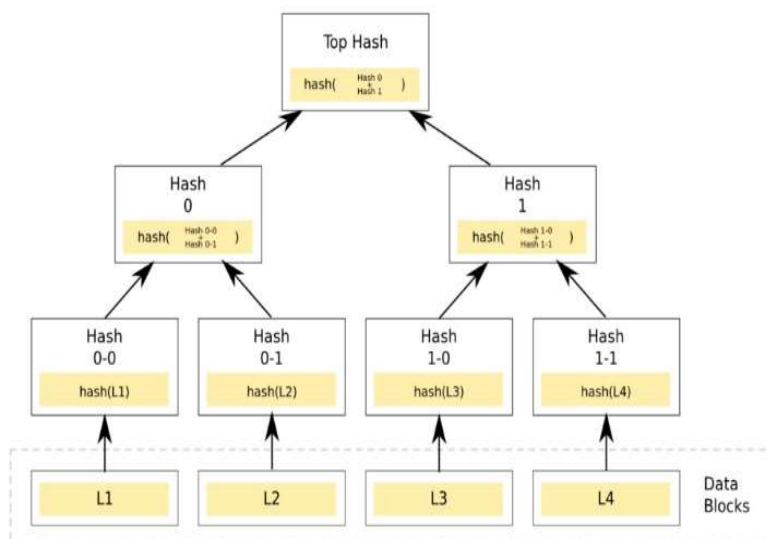 Top Hash
hash( Hash 0 + Hash 1 )
Hash
0
hash( Hash 0-0 + Hash 0-1 )
Hash
1
hash( Hash 1-0 + Hash 1-1 )
Hash
0-0
hash(L1)
Hash
0-1
hash(L2)
Hash
1-0
hash(L3)
Hash
1-1
hash(L4)
L1
L2
L3
L4
Data
Blocks